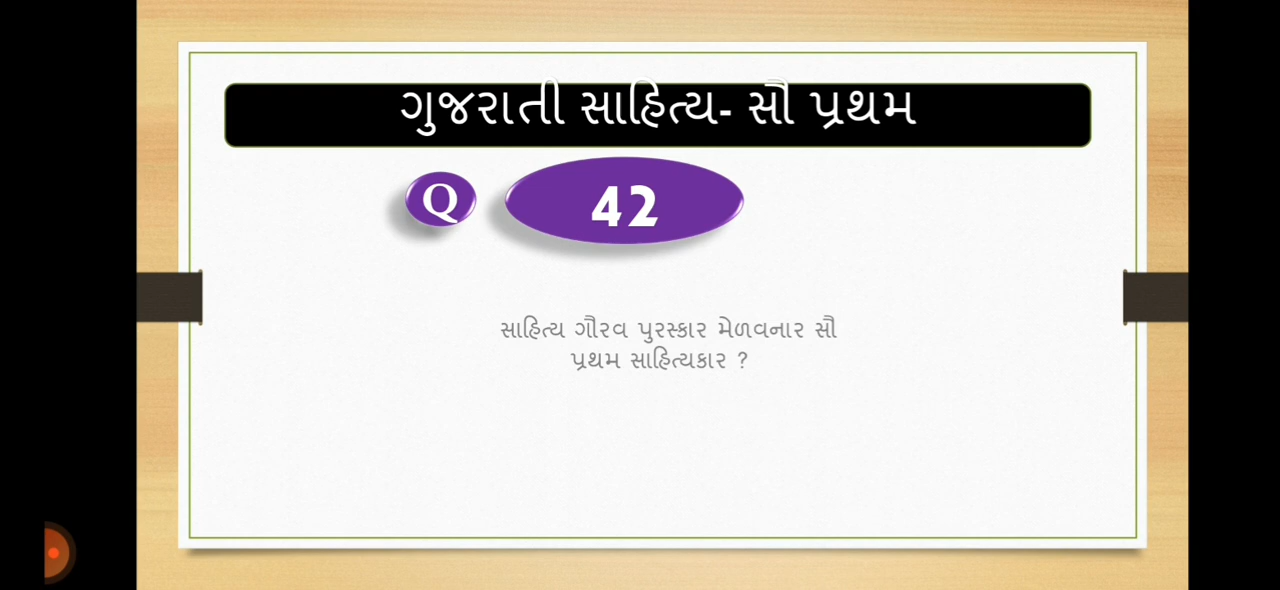 ગુજરાતી સાહિત્ય- સૌ પ્રથમ
Q 42
સાહિત્ય ગૌરવ પુરસ્કાર મેળવનાર સૌ
પ્રથમ સાહિત્યકાર ?